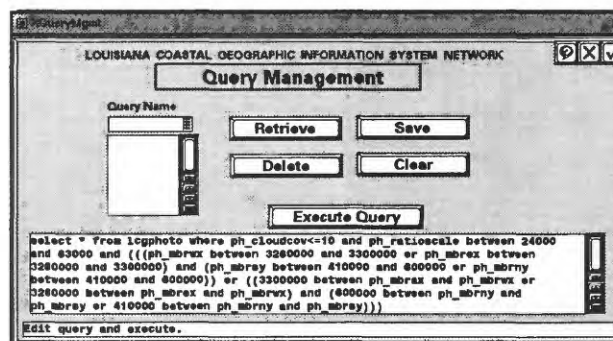 QueryMgmt
LOUISIANA COASTAL GEOGRAPHIC INFORMATION SYSTEM NETWORK
Query Management
Query Name
Retrieve Save
Delete Clear
Execute Query
select * from lcgphoto where ph_cloudcov<=10 and ph_ratioscale between 24000
and 63000 and (((ph_mbrwx between 3260000 and 3300000 or ph_mbrex between
3260000 and 3300000) and (ph_mbrsy between 410000 and 600000 or ph_mbrny
between 410000 and 600000)) or ((3300000 between ph_mbrex and ph_mbrwx or
3260000 between ph_mbrex and ph_mbrwx) and (600000 between ph_mbrny and
ph_mbrsy or 410000 between ph_mbrny and ph_mbrsy)))
Edit query and execute.